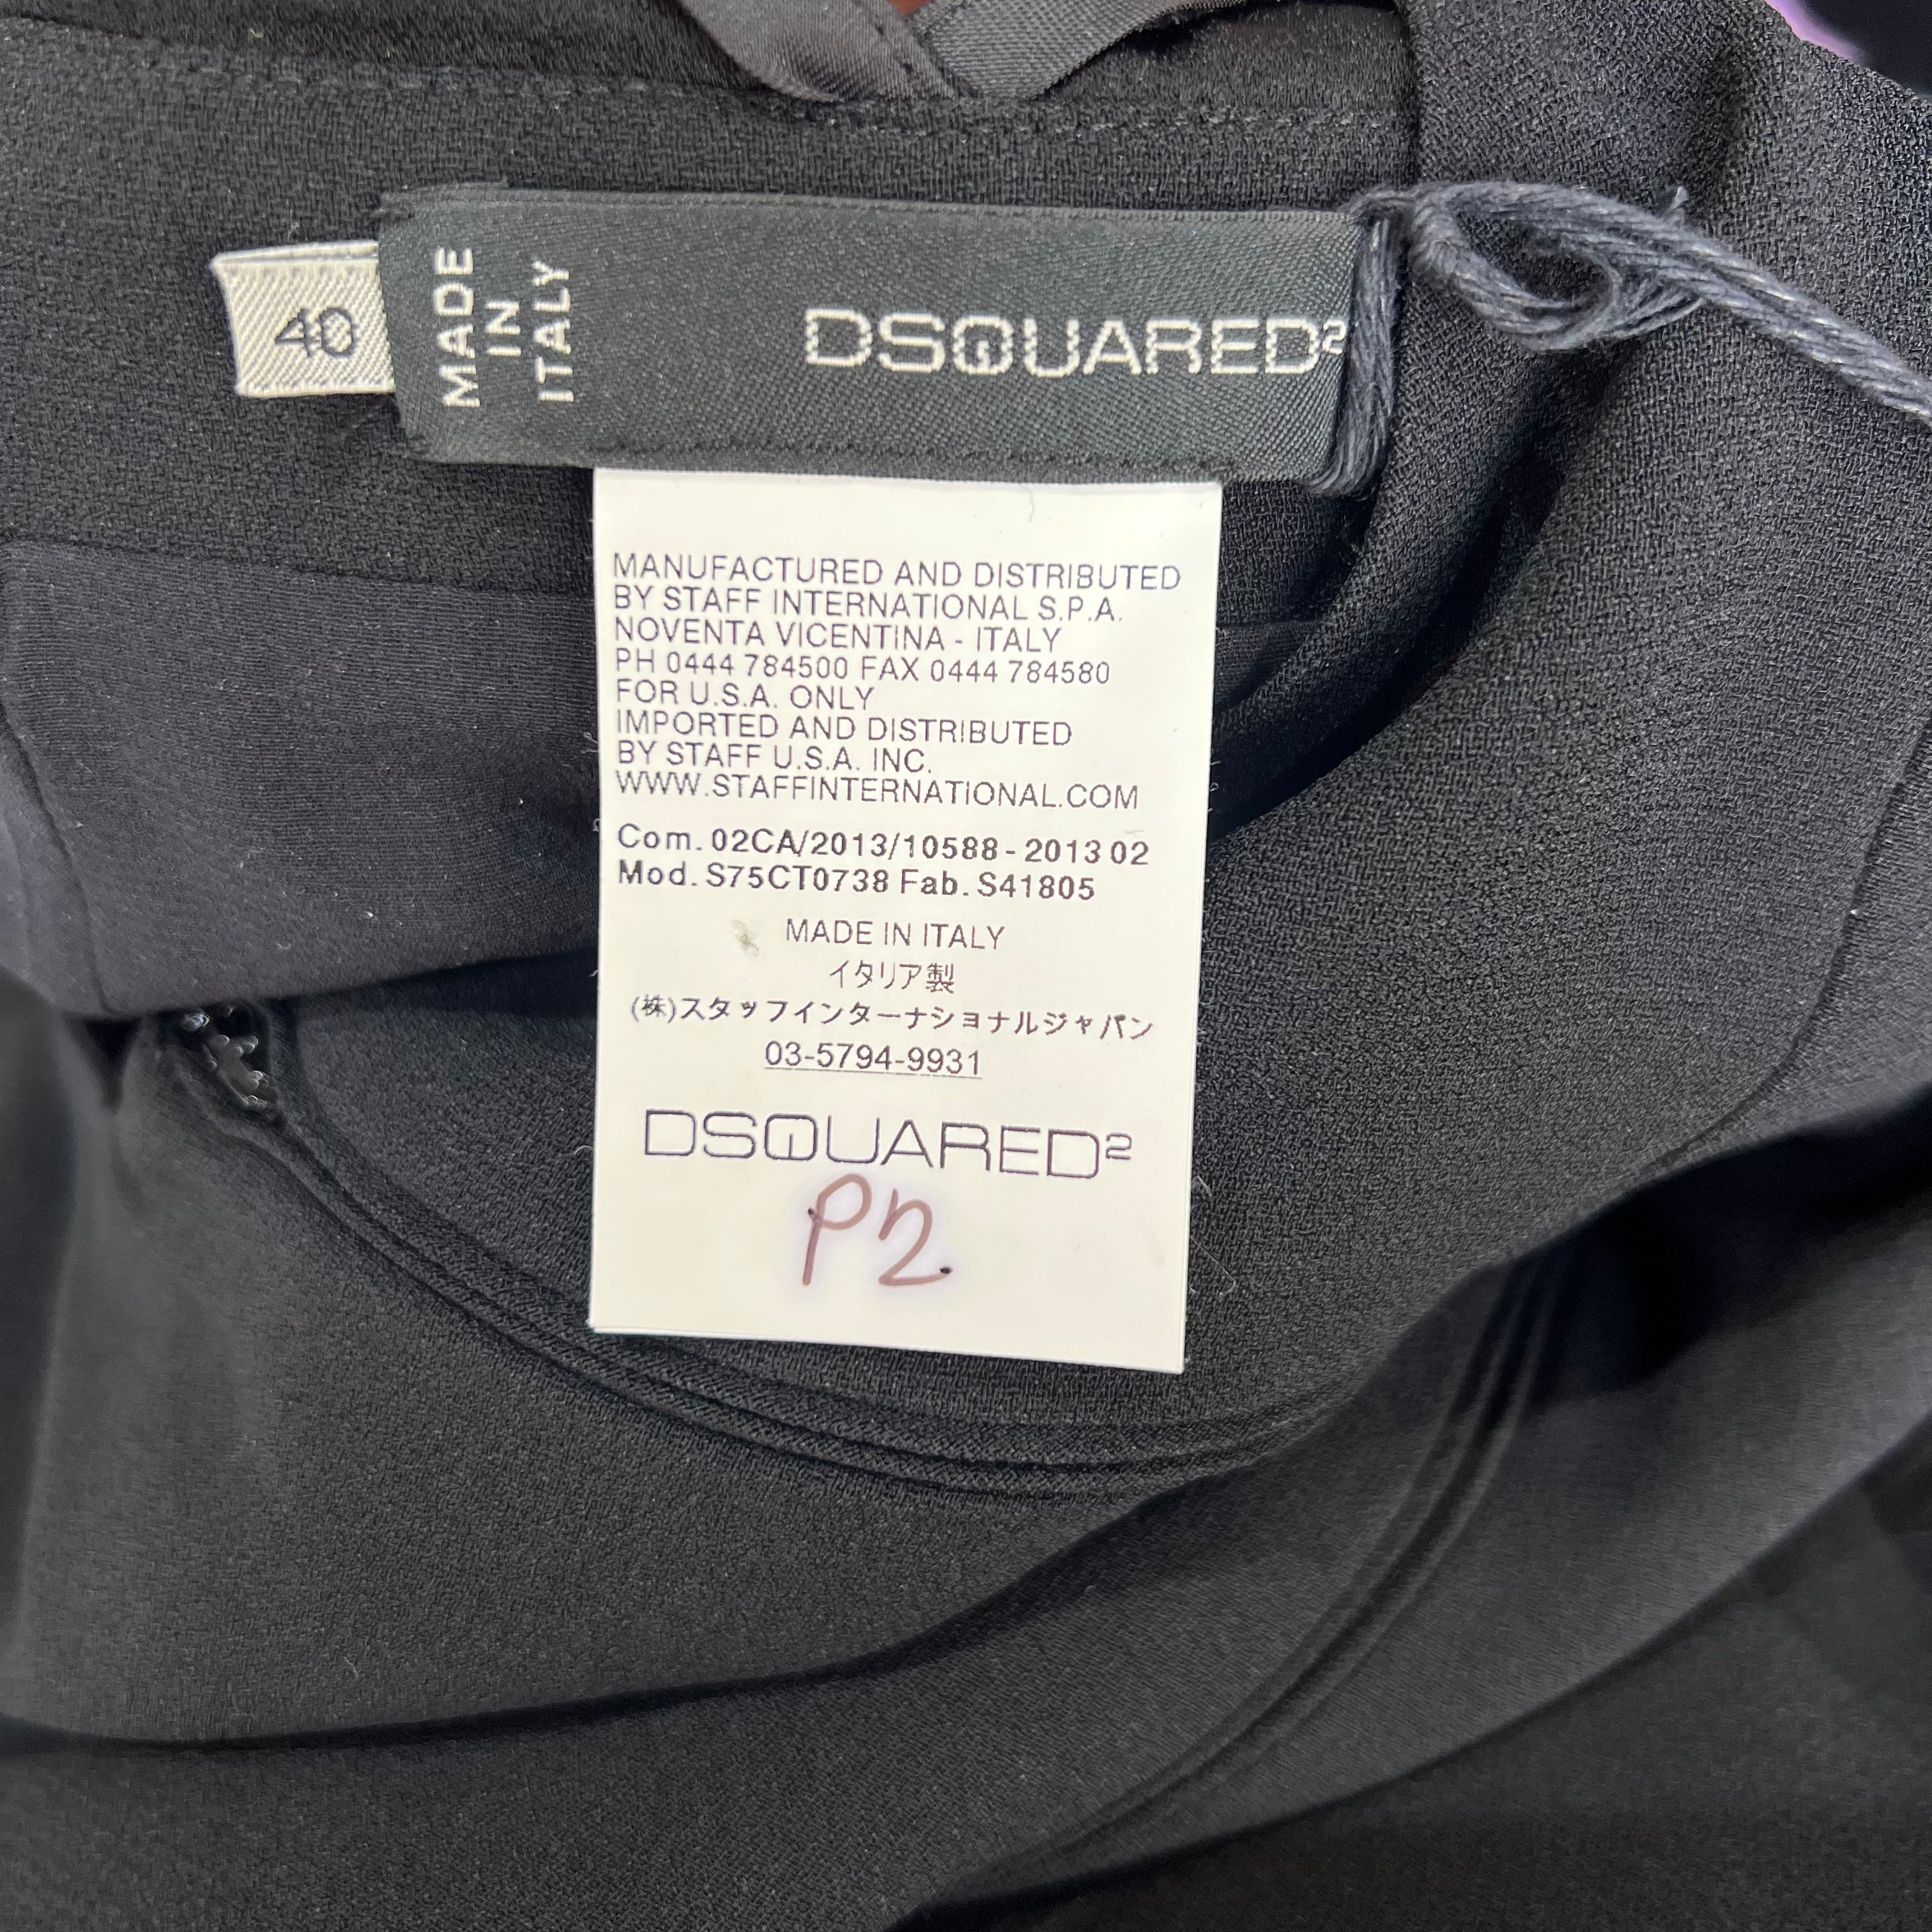 40
MADE
IN
ITALY
DSQUARED2
MANUFACTURED AND DISTRIBUTED
BY STAFF INTERNATIONAL S.P.A.
NOVENTA VICENTINA - ITALY
PH 0444 784500 FAX 0444 784580
FOR U.S.A. ONLY
IMPORTED AND DISTRIBUTED
BY STAFF U.S.A. INC.
WWW.STAFFINTERNATIONAL.COM
Com. 02CA/2013/10588 - 2013 02
Mod. S75CT0738 Fab. S41805
MADE IN ITALY
イタリア製
(株)スタッフインターナショナルジャパン
03-5794-9931
DSQUARED2
P2